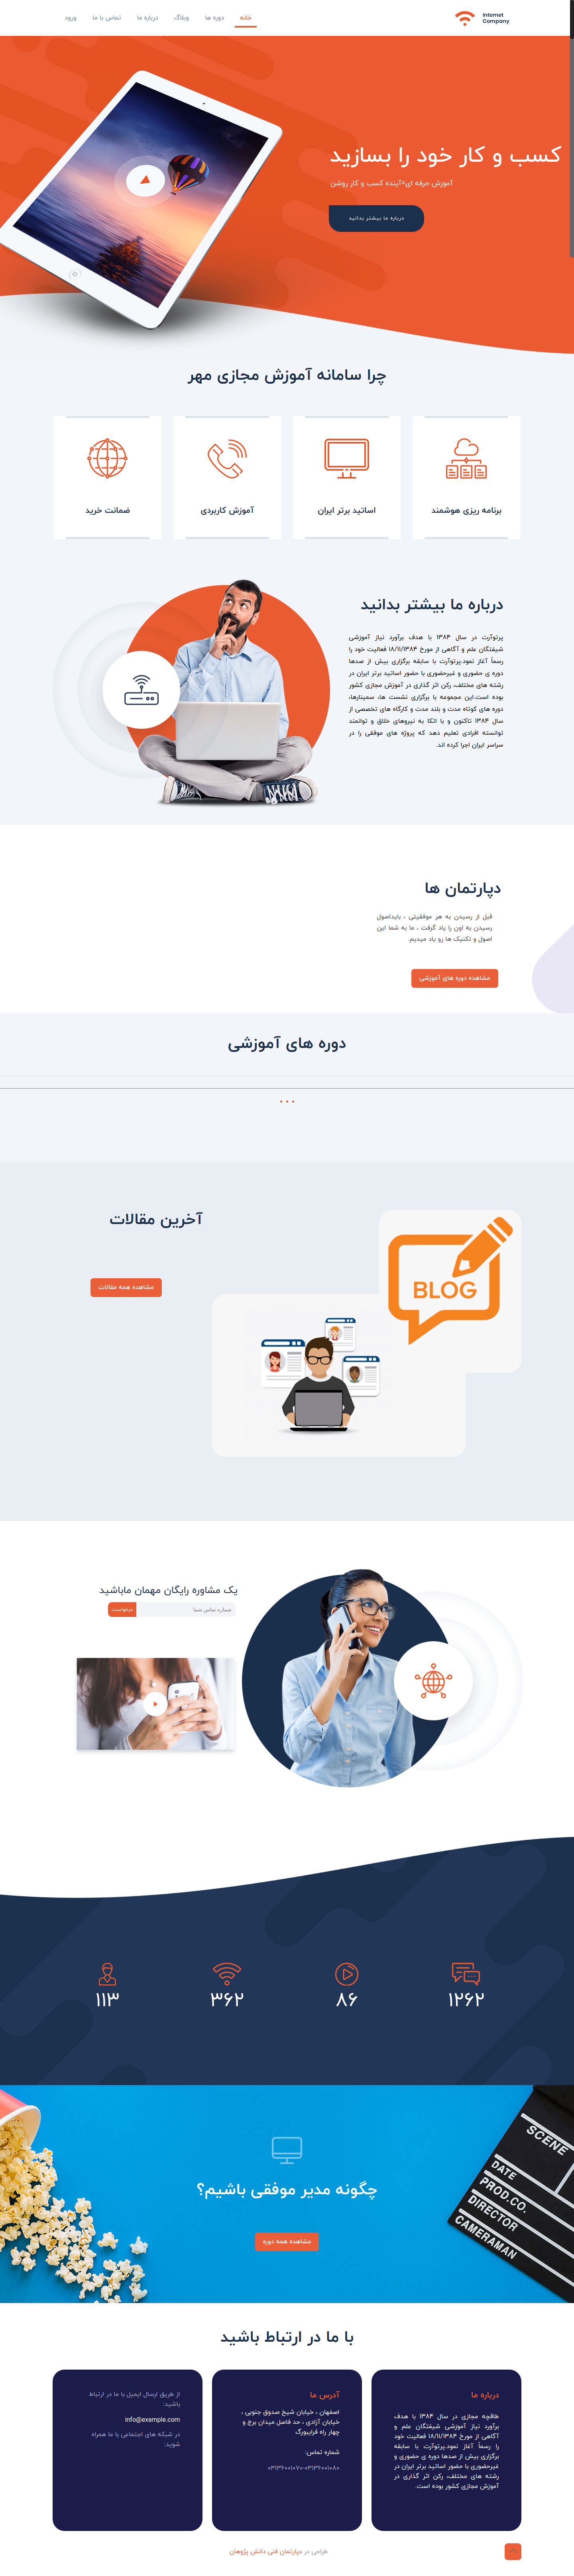 Internet
Company
خانه
دوره ها
وبلاگ
درباره ما
تماس با ما
ورود
کسب و کار خود را بسازید
آموزش حرفه ای=آینده کسب و کار روشن
درباره ما بیشتر بدانید
چرا سامانه آموزش مجازی مهر
برنامه ریزی هوشمند
اساتید برتر ایران
آموزش کاربردی
ضمانت خرید
درباره ما بیشتر بدانید
پرتوآرت در سال ۱۳۸۴ با هدف برآورد نیاز آموزشی
شیفتگان علم و آگاهی از مورخ ۱۸/۱۱/۱۳۸۴ فعالیت خود را
رسماً آغاز نمود.پرتوآرت با سابقه برگزاری بیش از صدها
دوره ی حضوری و غیرحضوری با حضور اساتید برتر ایران در
رشته های مختلف، رکن اثر گذاری در آموزش مجازی کشور
بوده است.این مجموعه با برگزاری نشست ها، سمینارها،
دوره های کوتاه مدت و بلند مدت و کارگاه های تخصصی از
سال ۱۳۸۴ تاکنون و با اتکا به نیروهای خلاق و توانمند
توانسته افرادی تعلیم دهد که پروژه های موفقی را در
سراسر ایران اجرا کرده اند.
دپارتمان ها
قبل از رسیدن به هر موفقیتی ، بایداصول
رسیدن به اون را یاد گرفت ، ما به شما این
اصول و تکنیک ها رو یاد میدیم.
مشاهده دوره های آموزشی
دوره های آموزشی
آخرین مقالات
مشاهده همه مقالات
BLOG
یک مشاوره رایگان مهمان ماباشید
شماره تماس شما
درخواست
۱۲۶۲
۸۶
۳۶۲
۱۱۳
SCENE
DATE
PROD.CO.
DIRECTOR
CAMERAMAN
چگونه مدیر موفقی باشیم؟
مشاهده همه دوره
با ما در ارتباط باشید
درباره ما
طاقچه مجازی در سال ۱۳۸۴ با هدف
برآورد نیاز آموزشی شیفتگان علم و
آگاهی از مورخ ۱۸/۱۱/۱۳۸۴ فعالیت خود
را رسماً آغاز نمود.پرتوآرت با سابقه
برگزاری بیش از صدها دوره ی حضوری و
غیرحضوری با حضور اساتید برتر ایران در
رشته های مختلف، رکن اثر گذاری در
آموزش مجازی کشور بوده است.
آدرس ما
اصفهان ، خیابان شیخ صدوق جنوبی ،
خیابان آزادی ، حد فاصل میدان برج و
چهار راه فرایبورگ
شماره تماس:
۰۳۱۳۶۰۰۱۰۷۰-۰۳۱۳۶۰۰۱۰۸۰
از طریق ارسال ایمیل با ما در ارتباط
باشید:
info@example.com
در شبکه های اجتماعی با ما همراه
شوید:
طراحی در دپارتمان فنی دانش پژوهان